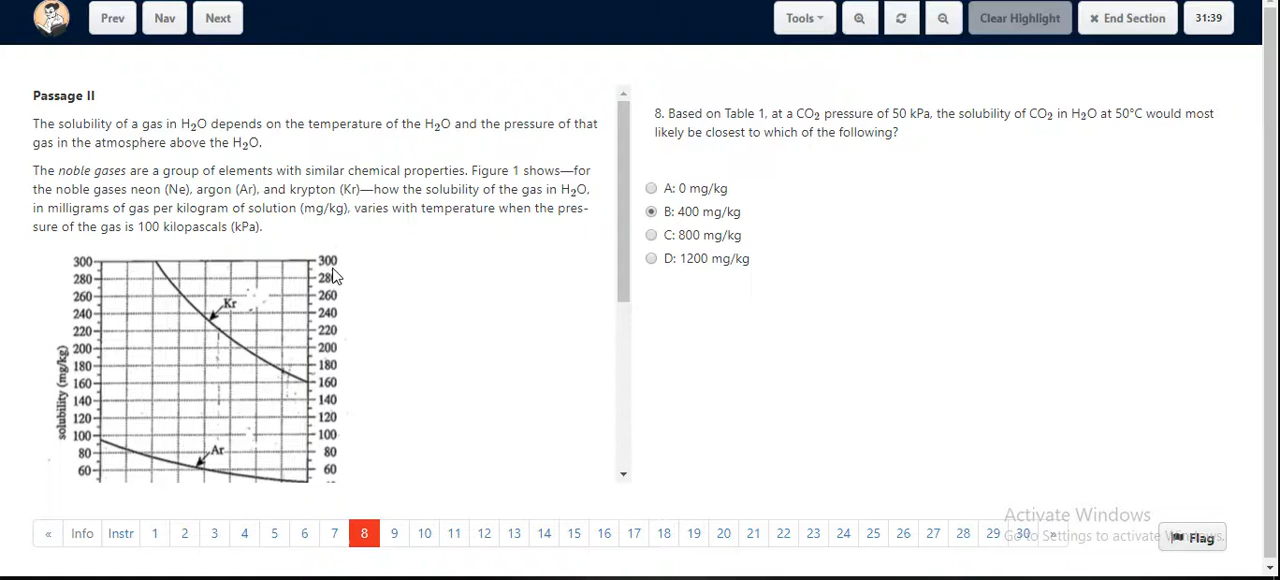 Prev Nav Next Tools Clear Highlight × End Section 31:39
Passage II
The solubility of a gas in H₂O depends on the temperature of the H₂O and the pressure of that
gas in the atmosphere above the H₂O.
The noble gases are a group of elements with similar chemical properties. Figure 1 shows—for
the noble gases neon (Ne), argon (Ar), and krypton (Kr)—how the solubility of the gas in H₂O,
in milligrams of gas per kilogram of solution (mg/kg), varies with temperature when the pres-
sure of the gas is 100 kilopascals (kPa).
300 300
280 28
260 260
Kr
240 240
220 220
200 200
180 180
160 160
140 140
120 120
100 100
80 80
Ar
60 60
solubility (mg/kg)
8. Based on Table 1, at a CO₂ pressure of 50 kPa, the solubility of CO₂ in H₂O at 50°C would most
likely be closest to which of the following?
A: 0 mg/kg
B: 400 mg/kg
C: 800 mg/kg
D: 1200 mg/kg
Activate Windows
Go to Settings to activate Windows.
« Info Instr 1 2 3 4 5 6 7 8 9 10 11 12 13 14 15 16 17 18 19 20 21 22 23 24 25 26 27 28 29 30 »
Flag